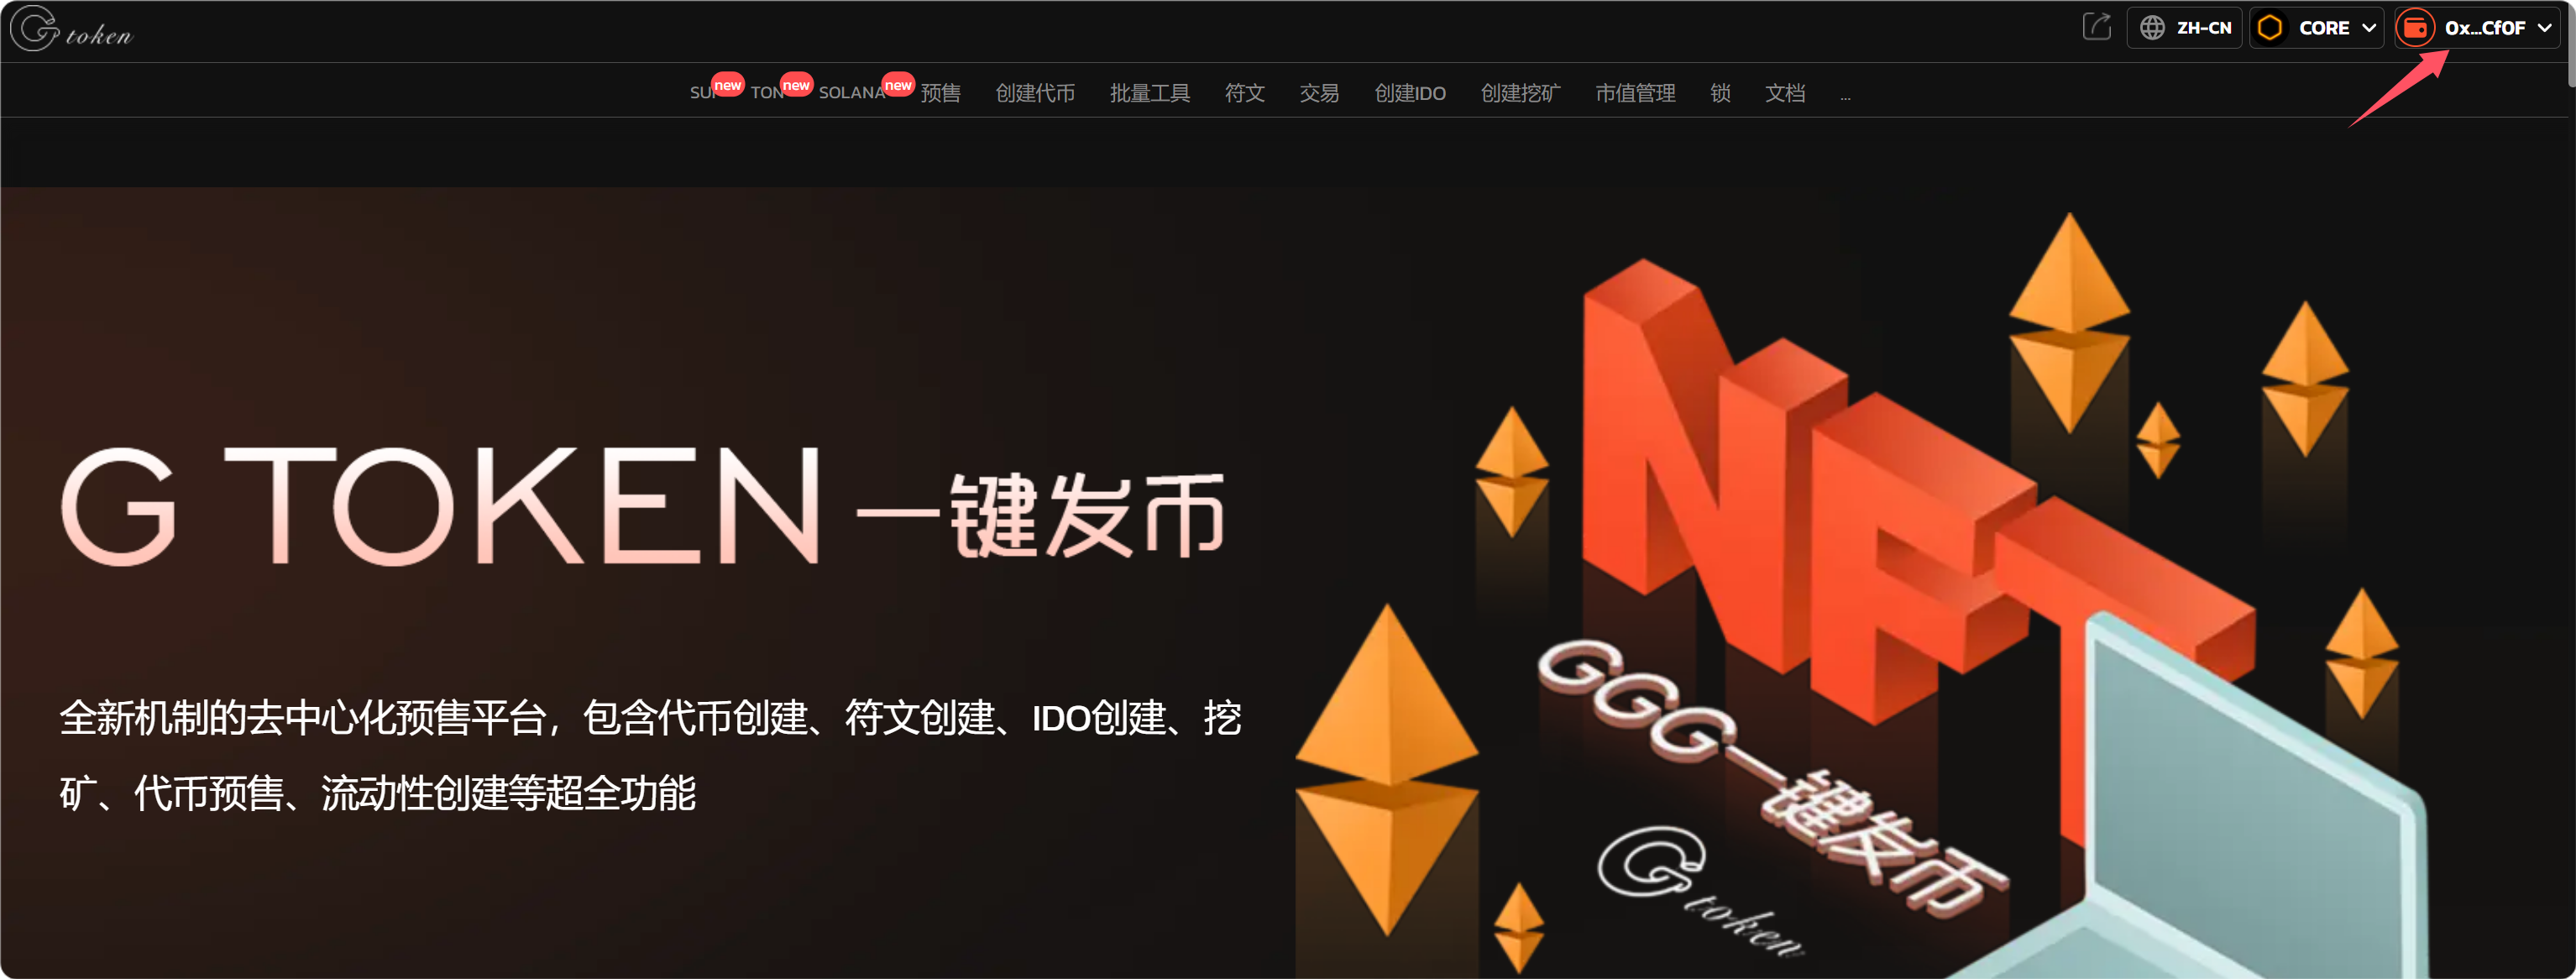 G token
ZH-CN
CORE
0x...Cf0F
SUI new TON new SOLANA new 预售 创建代币 批量工具 符文 交易 创建IDO 创建挖矿 市值管理 锁 文档 ...
G TOKEN 一键发币
全新机制的去中心化预售平台，包含代币创建、符文创建、IDO创建、挖
矿、代币预售、流动性创建等超全功能
NFT
GGG一键发币
G token